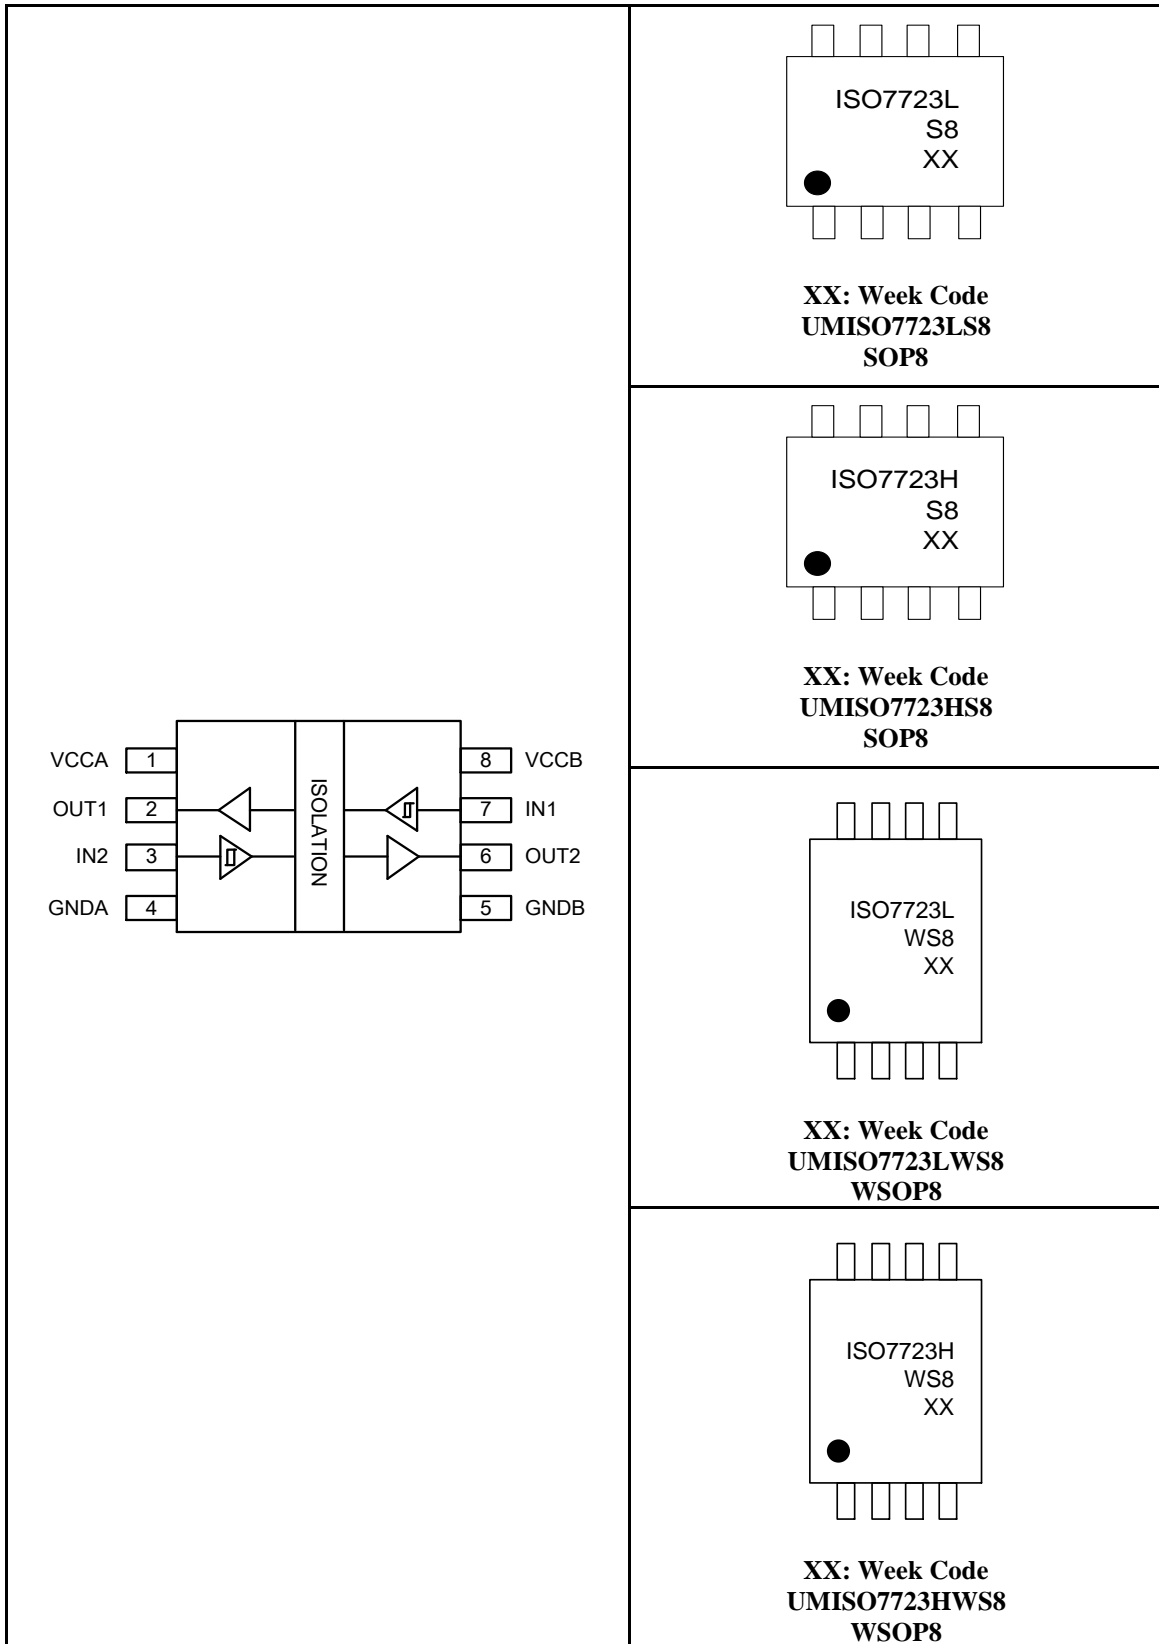 VCCA 1 8 VCCB
OUT1 2 7 IN1
IN2 3 6 OUT2
GNDA 4 5 GNDB
ISOLATION
ISO7723L
S8
XX
XX: Week Code
UMISO7723LS8
SOP8
ISO7723H
S8
XX
XX: Week Code
UMISO7723HS8
SOP8
ISO7723L
WS8
XX
XX: Week Code
UMISO7723LWS8
WSOP8
ISO7723H
WS8
XX
XX: Week Code
UMISO7723HWS8
WSOP8